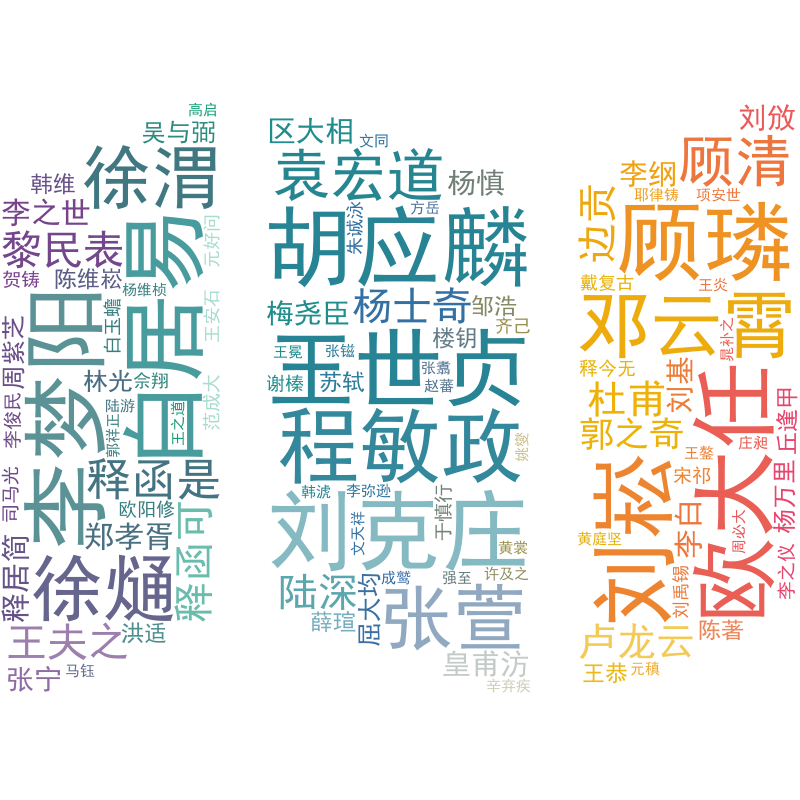 高启
吴与弼
徐渭
韩维
李之世
黎民表
白居易
元好问
贺铸
陈维崧
杨维桢
王安石
李梦阳
白玉蟾
周紫芝
林光
佘翔
范成大
李俊民
陆游
郭祥正
王之道
司马光
释函是
欧阳修
郑孝胥
释函可
释居简
徐熥
王夫之
洪适
张宁
马钰
区大相
文同
袁宏道
杨慎
朱诚泳
方岳
胡应麟
梅尧臣
杨士奇
邹浩
齐己
楼钥
王冕
张镃
王世贞
谢榛
苏轼
张耒
赵蕃
程敏政
姚燮
韩淲
李弥逊
刘克庄
文天祥
于慎行
黄裳
陆深
屈大均
成鹫
强至
许及之
薛瑄
张萱
皇甫汸
辛弃疾
刘攽
顾清
李纲
耶律铸
项安世
边贡
顾璘
戴复古
王炎
邓云霄
晁补之
释今无
杜甫
刘基
欧大任
丘逢甲
郭之奇
庄昶
王鏊
刘崧
宋祁
杨万里
黄庭坚
李白
周必大
刘禹锡
李之仪
卢龙云
陈著
王恭
元稹